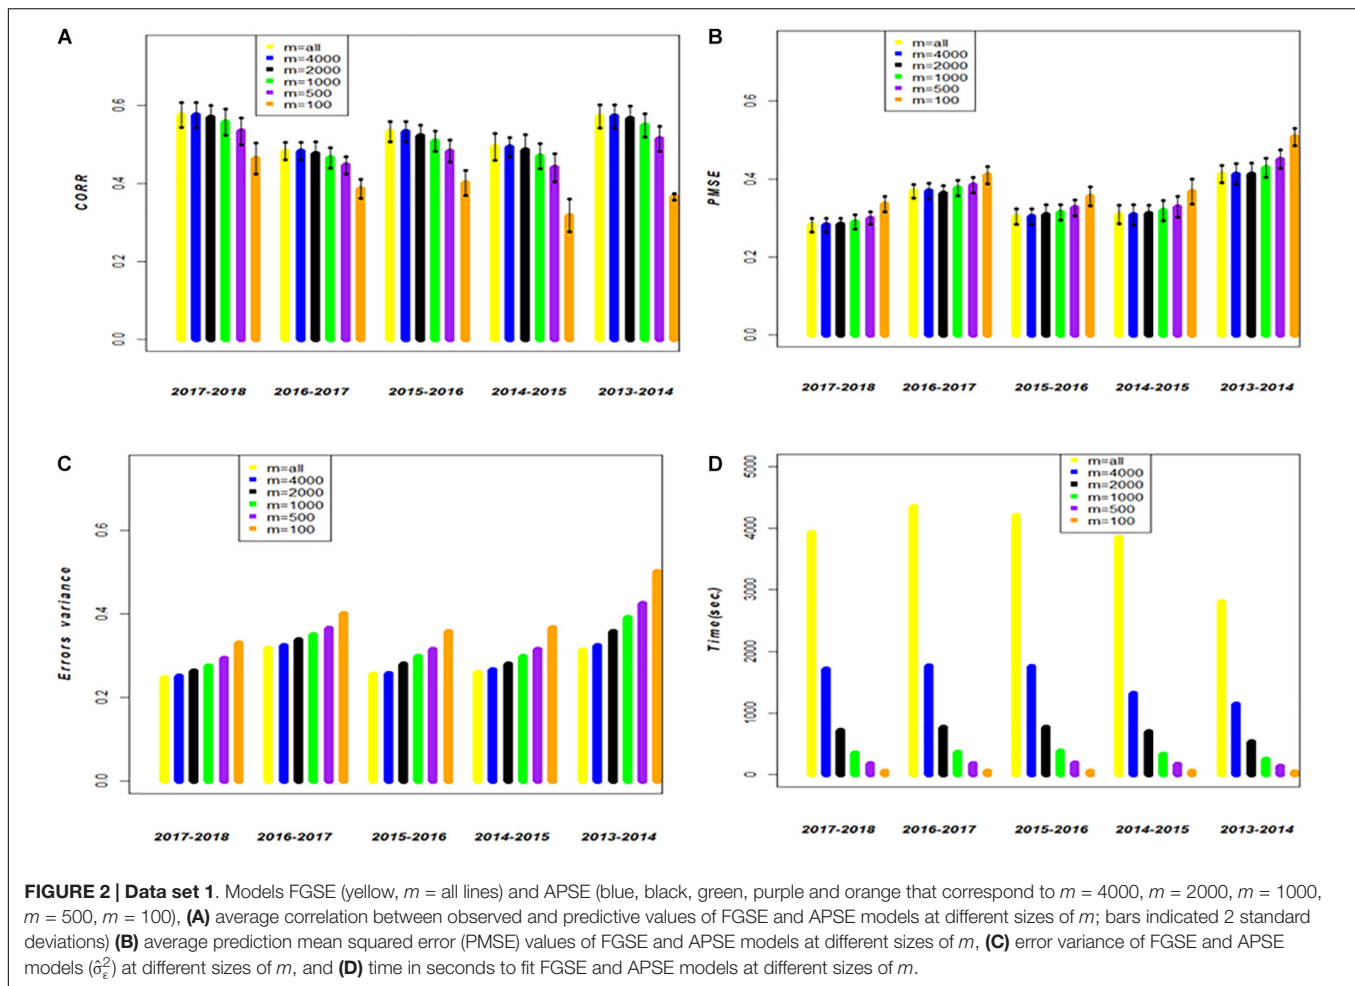 A
m=all
m=4000
m=2000
m=1000
m=500
m=100
CORR
0.0
0.2
0.4
0.6
2017-2018
2016-2017
2015-2016
2014-2015
2013-2014
B
m=all
m=4000
m=2000
m=1000
m=500
m=100
PMSE
0.0
0.2
0.4
0.6
2017-2018
2016-2017
2015-2016
2014-2015
2013-2014
C
m=all
m=4000
m=2000
m=1000
m=500
m=100
Errors variance
0.0
0.2
0.4
0.6
2017-2018
2016-2017
2015-2016
2014-2015
2013-2014
D
m=all
m=4000
m=2000
m=1000
m=500
m=100
Time(sec.)
0
1000
2000
3000
4000
5000
2017-2018
2016-2017
2015-2016
2014-2015
2013-2014
FIGURE 2 | Data set 1. Models FGSE (yellow, m = all lines) and APSE (blue, black, green, purple and orange that correspond to m = 4000, m = 2000, m = 1000,
m = 500, m = 100), (A) average correlation between observed and predictive values of FGSE and APSE models at different sizes of m; bars indicated 2 standard
deviations) (B) average prediction mean squared error (PMSE) values of FGSE and APSE models at different sizes of m, (C) error variance of FGSE and APSE
models (σ̂²ε) at different sizes of m, and (D) time in seconds to fit FGSE and APSE models at different sizes of m.